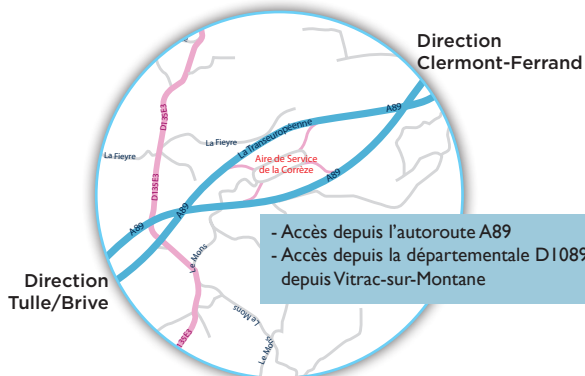 Direction
Clermont-Ferrand
D135E3
A89
La Transeuropéenne
La Fieyre
La Fieyre
Aire de Service
de la Corrèze
D135E3
A89
A89
- Accès depuis l'autoroute A89
- Accès depuis la départementale D1089
depuis Vitrac-sur-Montane
Le Mons
Direction
Tulle/Brive
Le Mons
Le Mons
135E3